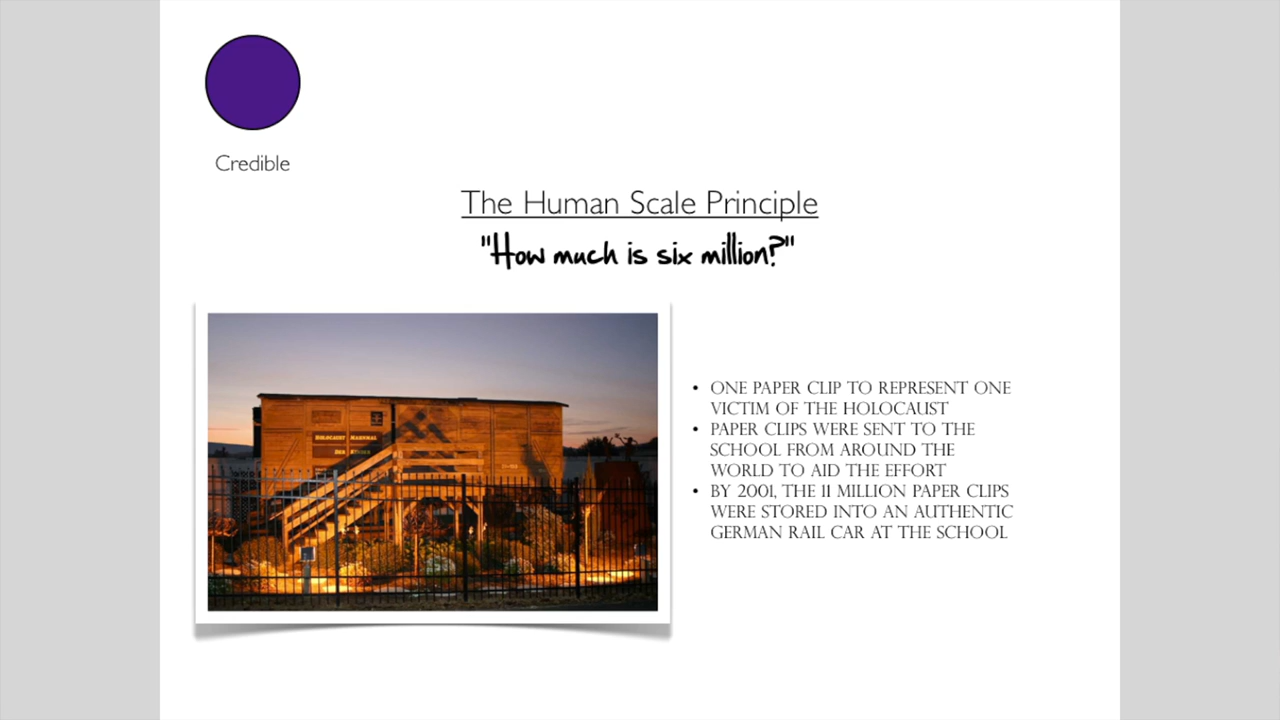 Credible
The Human Scale Principle
"How much is six million?"
• ONE PAPER CLIP TO REPRESENT ONE
VICTIM OF THE HOLOCAUST
• PAPER CLIPS WERE SENT TO THE
SCHOOL FROM AROUND THE
WORLD TO AID THE EFFORT
• BY 2001, THE 11 MILLION PAPER CLIPS
WERE STORED INTO AN AUTHENTIC
GERMAN RAIL CAR AT THE SCHOOL
HOLOCAUST MEMORIAL